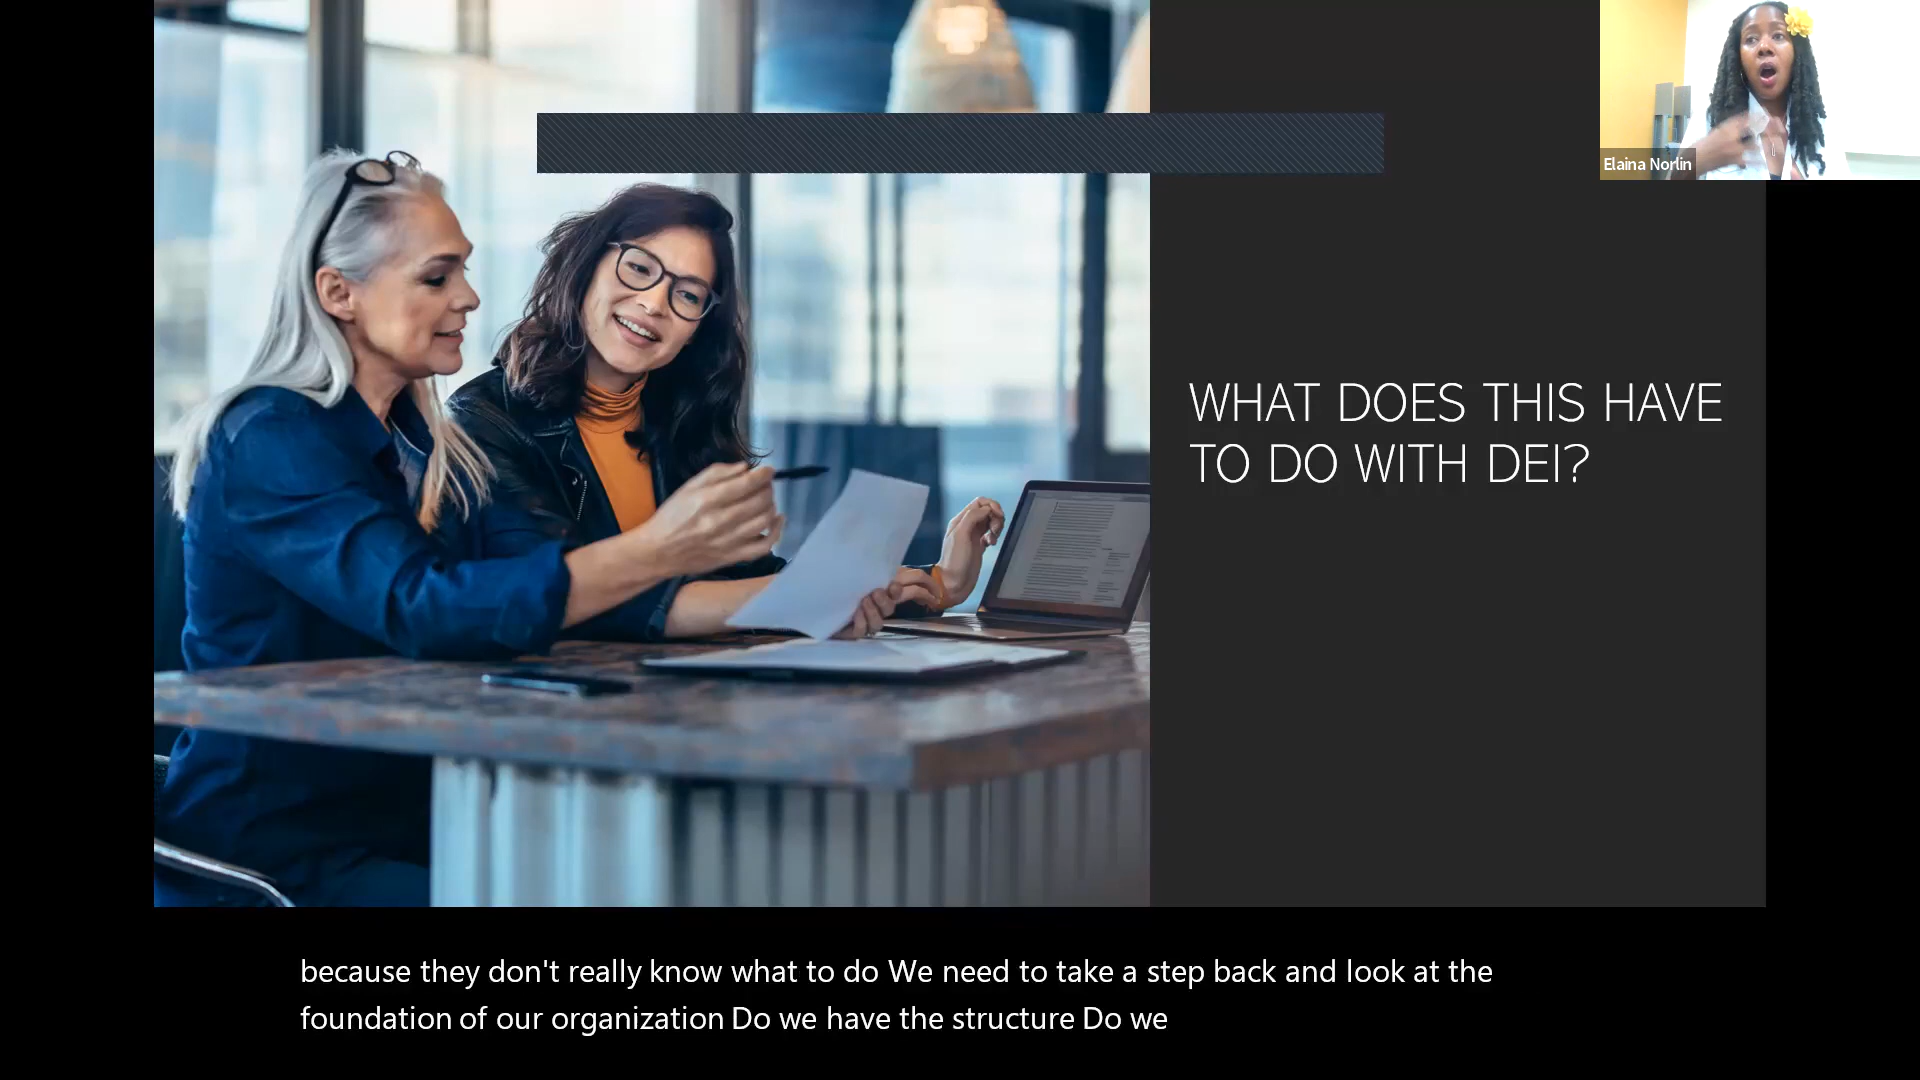 Elaina Norlin
WHAT DOES THIS HAVE
TO DO WITH DEI?
because they don't really know what to do We need to take a step back and look at the
foundation of our organization Do we have the structure Do we